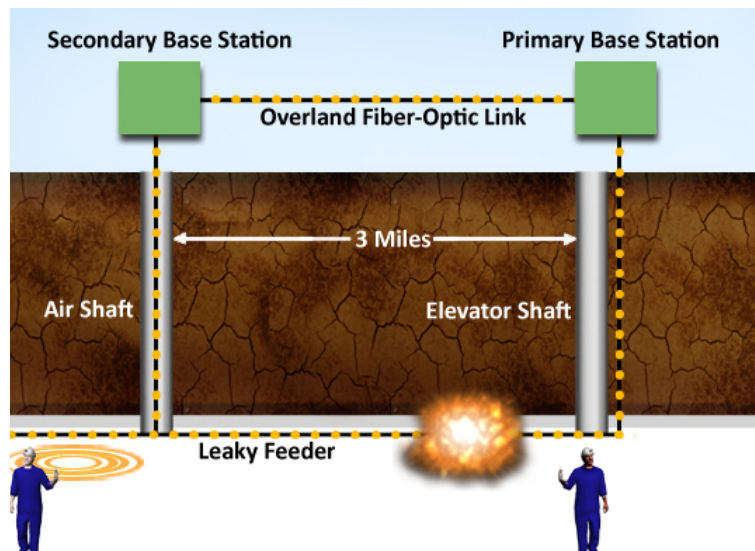 Secondary Base Station
Primary Base Station
Overland Fiber-Optic Link
3 Miles
Air Shaft
Elevator Shaft
Leaky Feeder